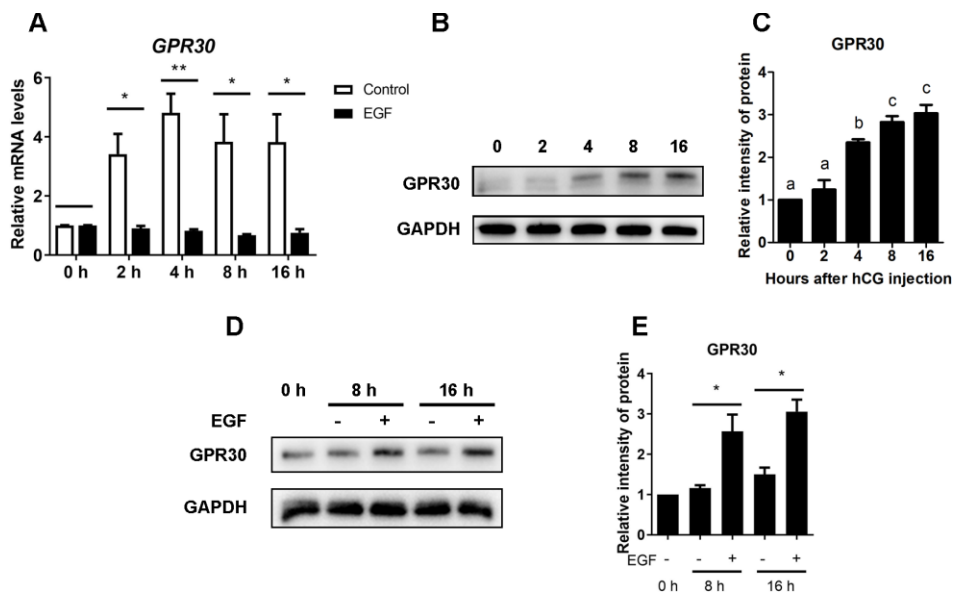 A
GPR30
Relative mRNA levels
6
4
2
0
* ** * *
0 h 2 h 4 h 8 h 16 h
Control
EGF
B
0 2 4 8 16
GPR30
GAPDH
C
GPR30
Relative intensity of protein
4
3
2
1
0
a a b c c
0 2 4 8 16
Hours after hCG injection
D
0 h 8 h 16 h
EGF - + - +
GPR30
GAPDH
E
GPR30
Relative intensity of protein
4
3
2
1
0
* *
EGF - - + - +
0 h 8 h 16 h